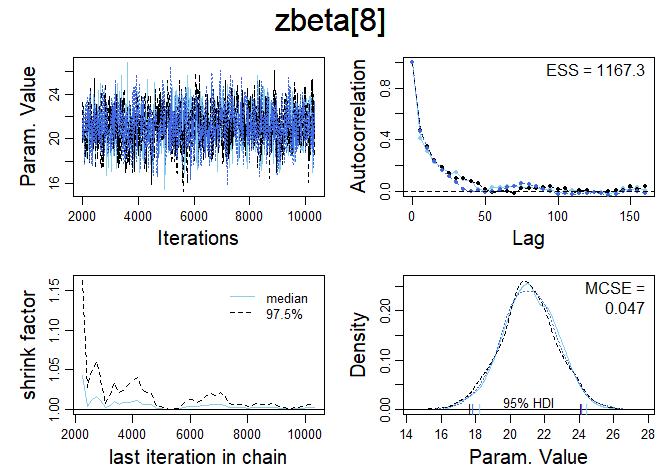 zbeta[8]
Param. Value
16 20 24
2000 4000 6000 8000 10000
Iterations
Autocorrelation
0.0 0.4 0.8
ESS = 1167.3
0 50 100 150
Lag
shrink factor
1.00 1.05 1.10 1.15
median
97.5%
2000 4000 6000 8000 10000
last iteration in chain
Density
0.00 0.10 0.20
MCSE =
0.047
95% HDI
14 16 18 20 22 24 26 28
Param. Value